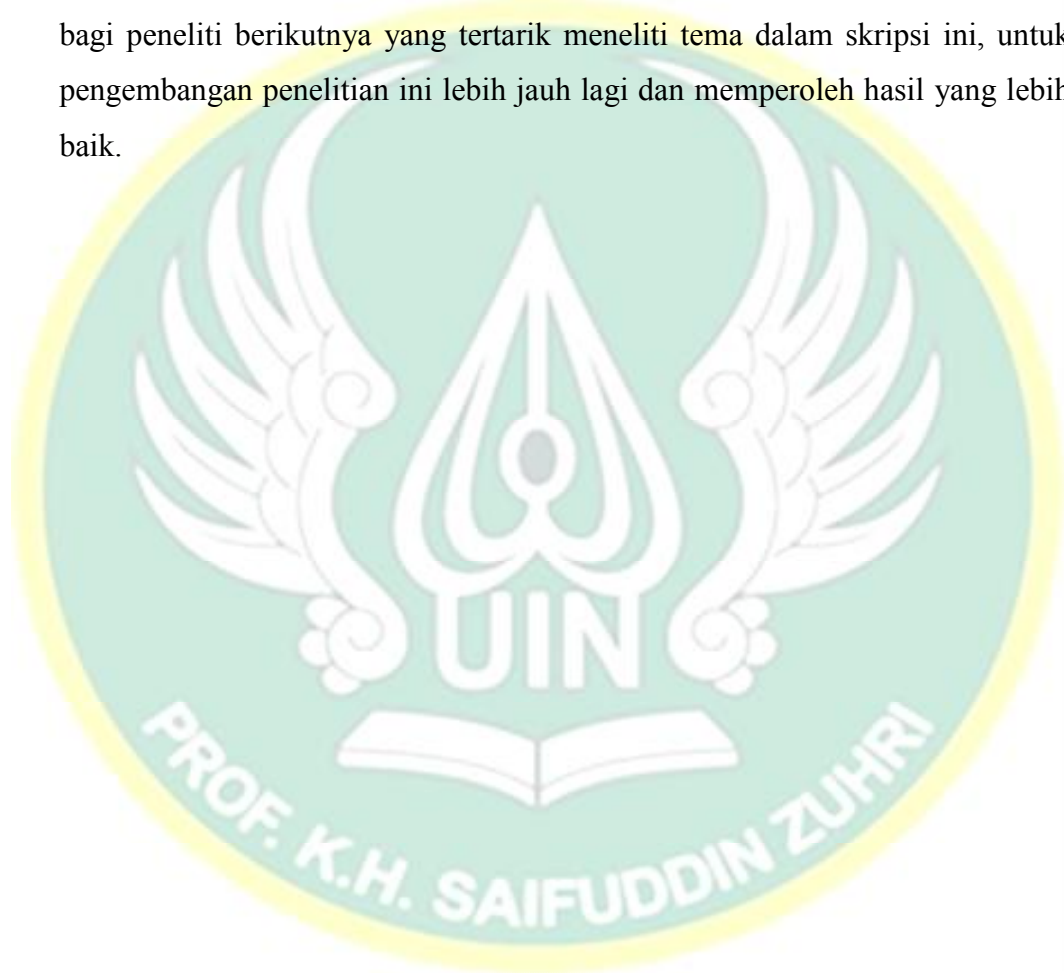 bagi peneliti berikutnya yang tertarik meneliti tema dalam skripsi ini, untuk
pengembangan penelitian ini lebih jauh lagi dan memperoleh hasil yang lebih
baik.
UIN
PROF. K.H. SAIFUDDIN ZUHRI